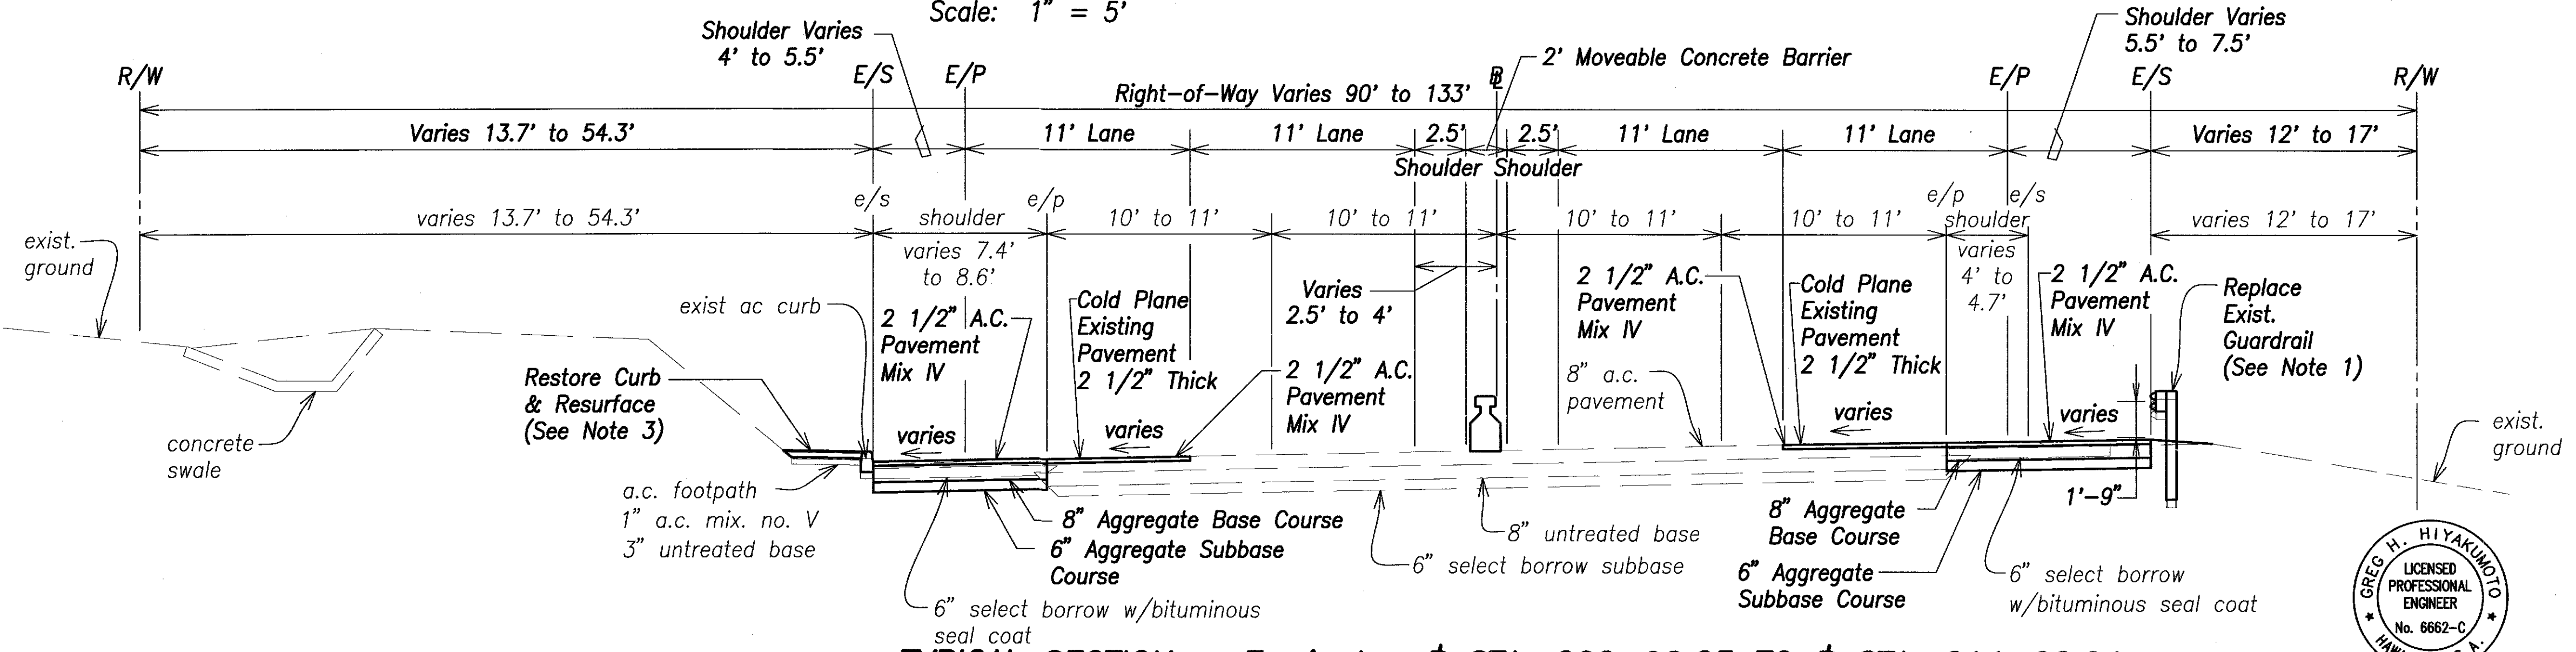 Scale: 1" = 5'
Shoulder Varies
4' to 5.5'
Shoulder Varies
5.5' to 7.5'
2' Moveable Concrete Barrier
R/W
E/S
E/P
E/P
E/S
R/W
Right-of-Way Varies 90' to 133'
Varies 13.7' to 54.3'
11' Lane
11' Lane
2.5'
2.5'
11' Lane
11' Lane
Varies 12' to 17'
Shoulder
Shoulder
e/s
e/p
e/p
e/s
varies 13.7' to 54.3'
shoulder
varies 7.4'
to 8.6'
10' to 11'
10' to 11'
10' to 11'
10' to 11'
shoulder
varies
4' to
4.7'
varies 12' to 17'
exist.
ground
exist ac curb
2 1/2" A.C.
Pavement
Mix IV
Cold Plane
Existing
Pavement
2 1/2" Thick
Varies
2.5' to 4'
2 1/2" A.C.
Pavement
Mix IV
2 1/2" A.C.
Pavement
Mix IV
8" a.c.
pavement
Cold Plane
Existing
Pavement
2 1/2" Thick
2 1/2" A.C.
Pavement
Mix IV
Replace
Exist.
Guardrail
(See Note 1)
Restore Curb
& Resurface
(See Note 3)
concrete
swale
varies
varies
varies
varies
exist.
ground
a.c. footpath
1" a.c. mix. no. V
3" untreated base
8" Aggregate Base Course
6" Aggregate Subbase
Course
6" select borrow w/bituminous
seal coat
8" untreated base
6" select borrow subbase
8" Aggregate
Base Course
6" Aggregate
Subbase Course
1'-9"
6" select borrow
w/bituminous seal coat
GREG H. HIYAKUMOTO
LICENSED
PROFESSIONAL
ENGINEER
No. 6662-C